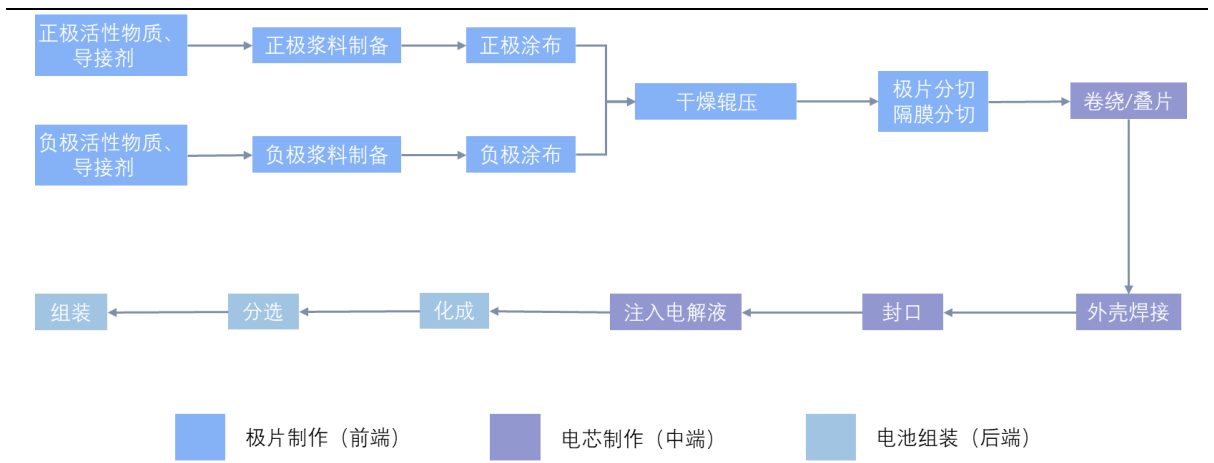 正极活性物质、
导接剂
正极浆料制备
正极涂布
干燥辊压
极片分切
隔膜分切
卷绕/叠片
负极活性物质、
导接剂
负极浆料制备
负极涂布
组装
分选
化成
注入电解液
封口
外壳焊接
极片制作（前端）
电芯制作（中端）
电池组装（后端）